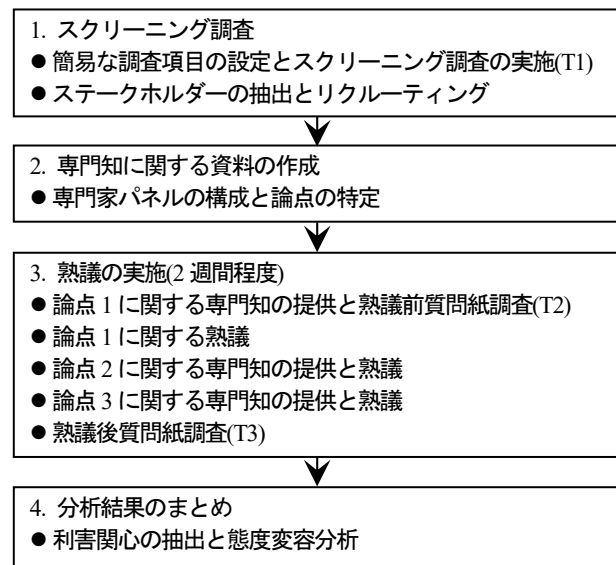 1. スクリーニング調査
● 簡易な調査項目の設定とスクリーニング調査の実施(T1)
● ステークホルダーの抽出とリクルーティング
2. 専門知に関する資料の作成
● 専門家パネルの構成と論点の特定
3. 熟議の実施(2 週間程度)
● 論点 1 に関する専門知の提供と熟議前質問紙調査(T2)
● 論点 1 に関する熟議
● 論点 2 に関する専門知の提供と熟議
● 論点 3 に関する専門知の提供と熟議
● 熟議後質問紙調査(T3)
4. 分析結果のまとめ
● 利害関心の抽出と態度変容分析